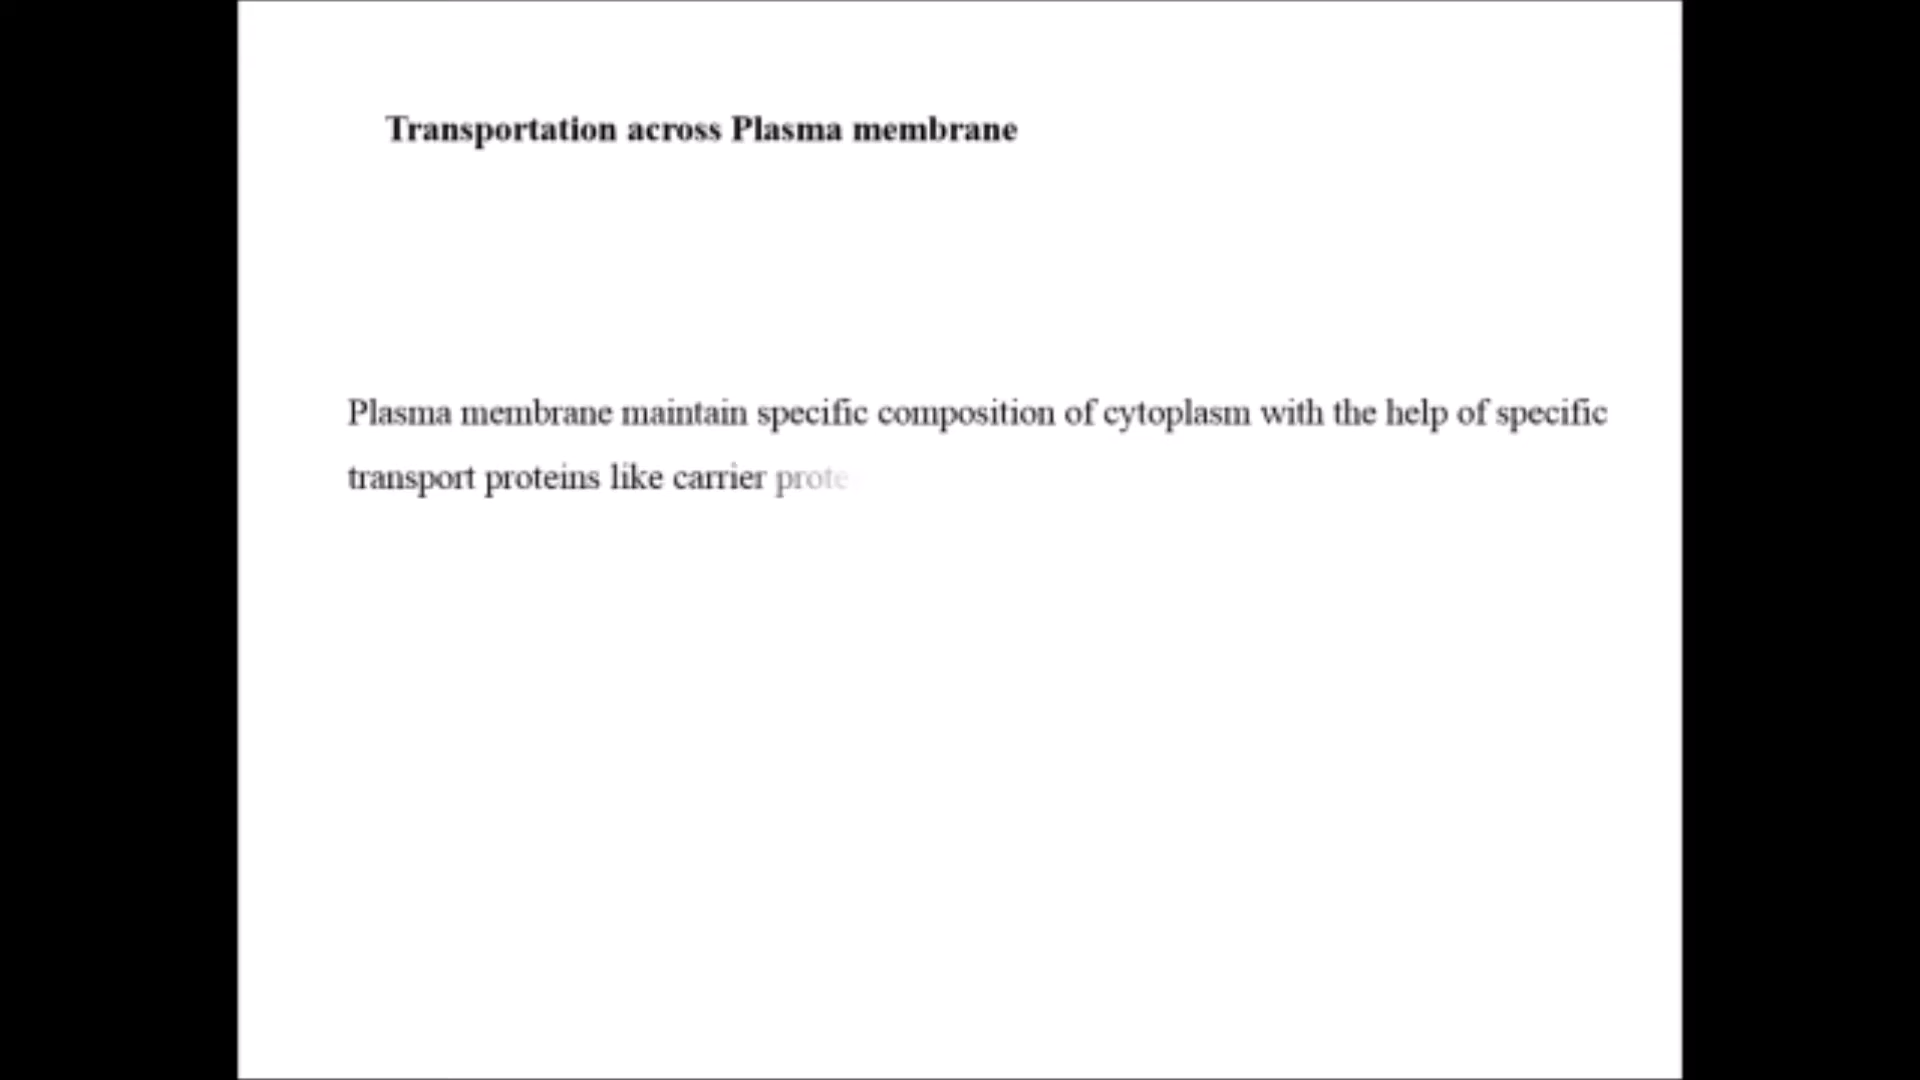 Transportation across Plasma membrane
Plasma membrane maintain specific composition of cytoplasm with the help of specific
transport proteins like carrier prote